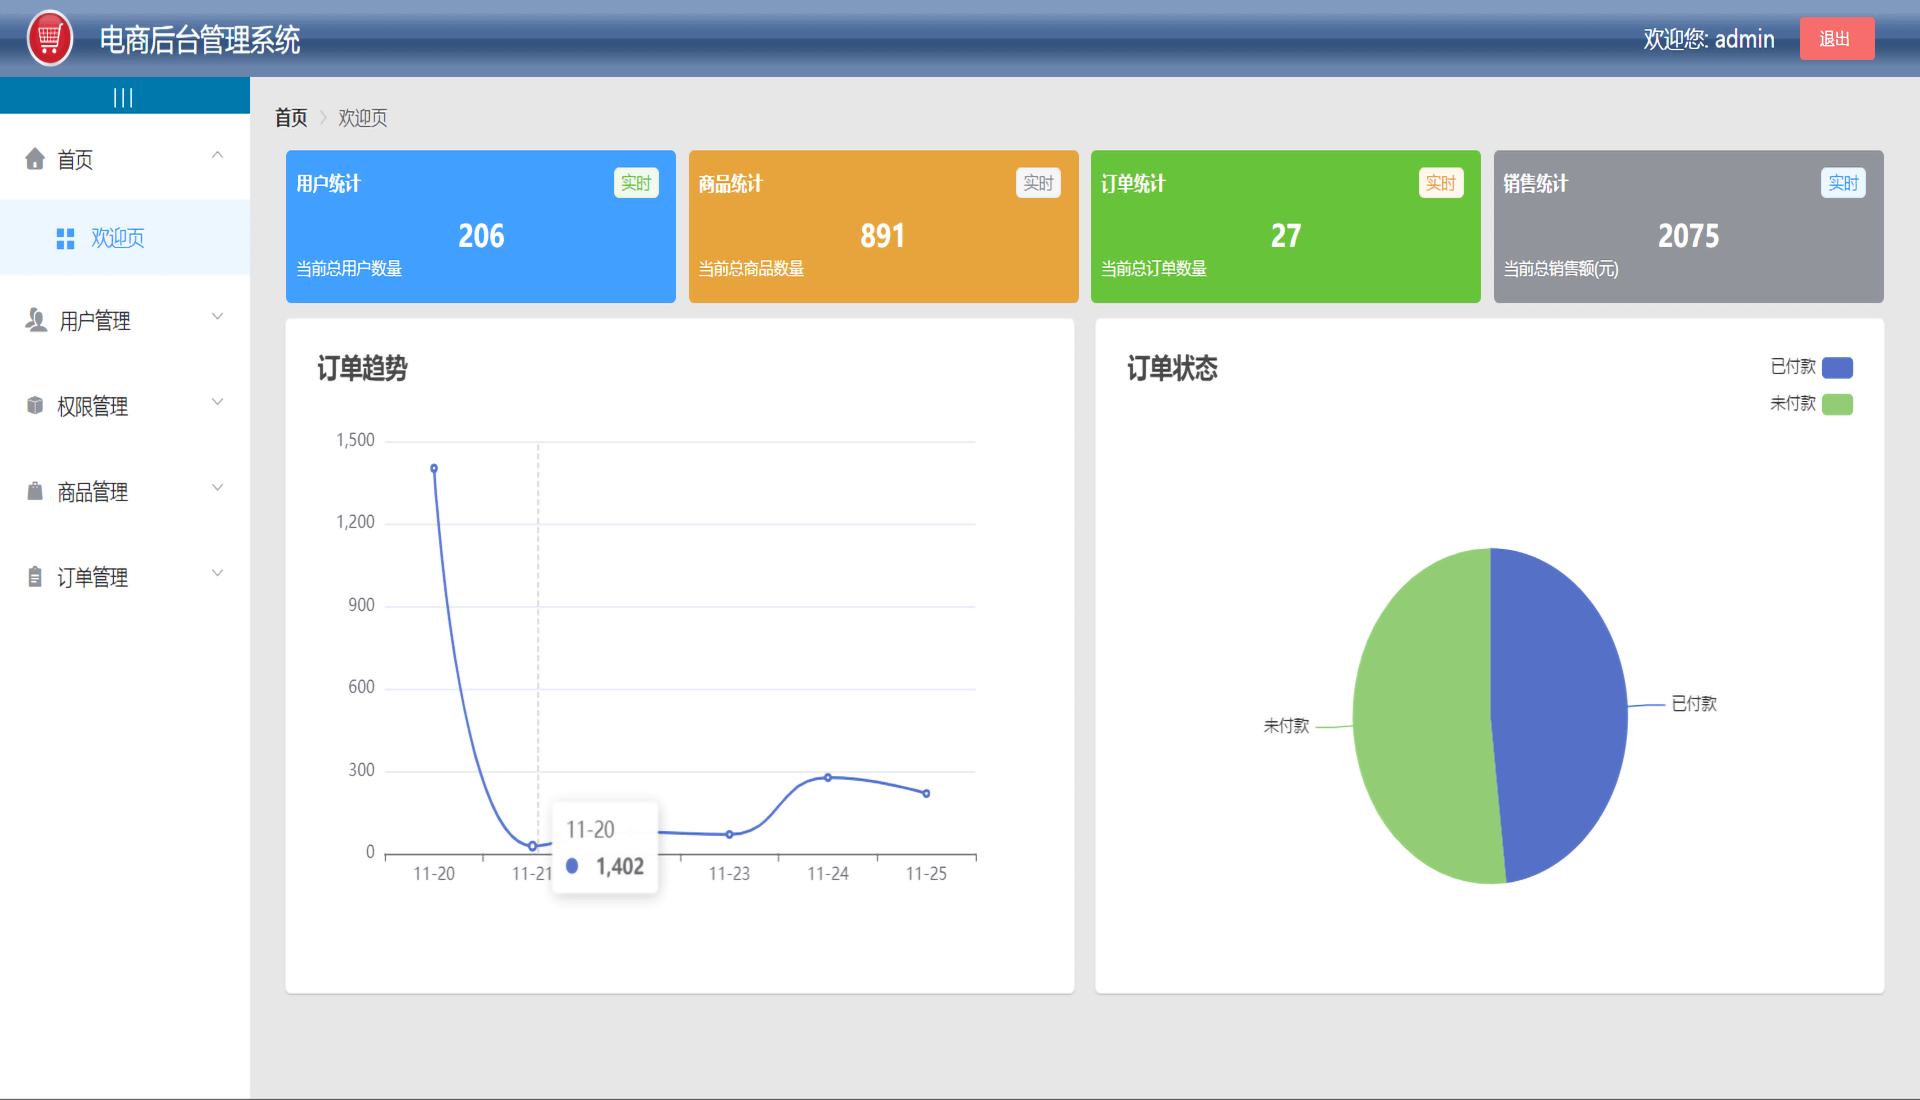 电商后台管理系统
欢迎您: admin
退出
|||
首页
欢迎页
用户管理
权限管理
商品管理
订单管理
首页 > 欢迎页
用户统计 实时
206
当前总用户数量
商品统计 实时
891
当前总商品数量
订单统计 实时
27
当前总订单数量
销售统计 实时
2075
当前总销售额(元)
订单趋势
1,500
1,200
900
600
300
0
11-20 11-21 11-23 11-24 11-25
11-20
1,402
订单状态
已付款
未付款
未付款
已付款